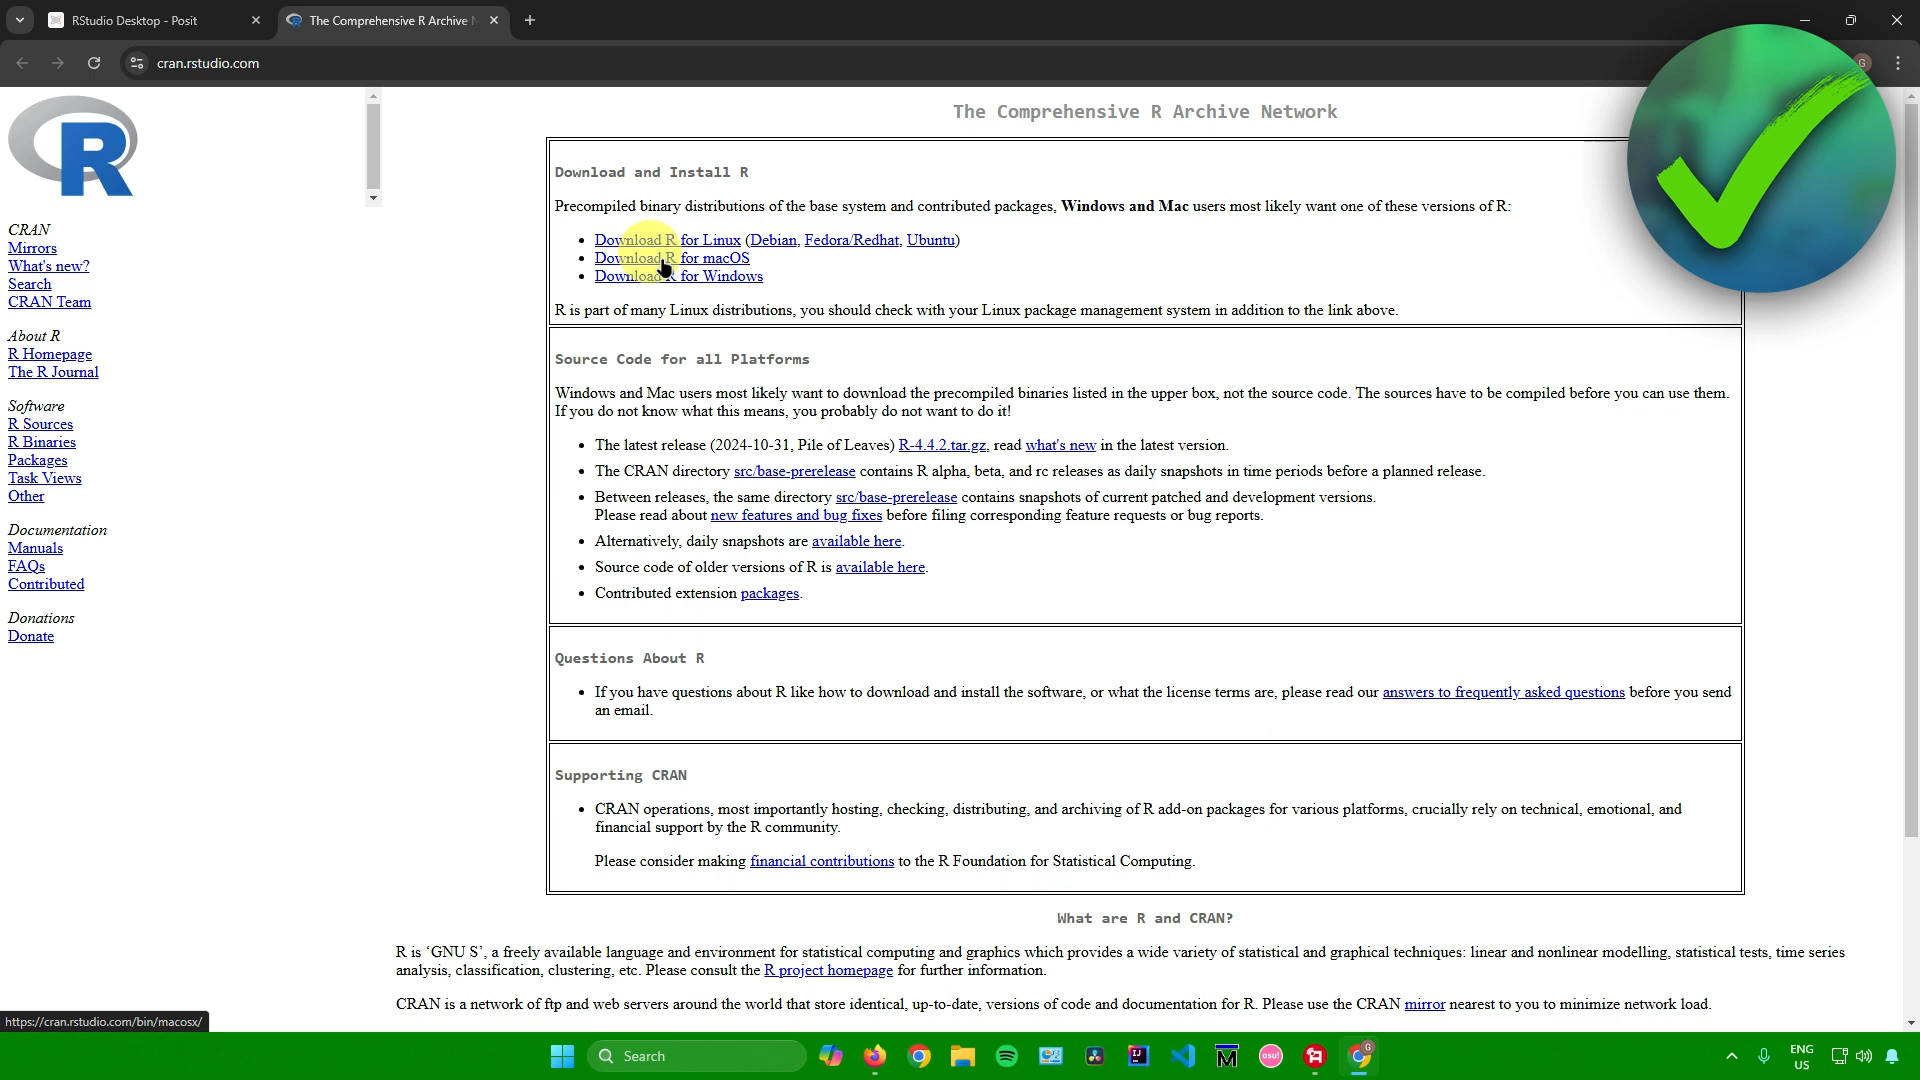 RStudio Desktop - Posit
The Comprehensive R Archive N
cran.rstudio.com
G
R
CRAN
Mirrors
What's new?
Search
CRAN Team
About R
R Homepage
The R Journal
Software
R Sources
R Binaries
Packages
Task Views
Other
Documentation
Manuals
FAQs
Contributed
Donations
Donate
The Comprehensive R Archive Network
Download and Install R
Precompiled binary distributions of the base system and contributed packages, Windows and Mac users most likely want one of these versions of R:
• Download R for Linux (Debian, Fedora/Redhat, Ubuntu)
• Download R for macOS
• Download R for Windows
R is part of many Linux distributions, you should check with your Linux package management system in addition to the link above.
Source Code for all Platforms
Windows and Mac users most likely want to download the precompiled binaries listed in the upper box, not the source code. The sources have to be compiled before you can use them.
If you do not know what this means, you probably do not want to do it!
• The latest release (2024-10-31, Pile of Leaves) R-4.4.2.tar.gz, read what's new in the latest version.
• The CRAN directory src/base-prerelease contains R alpha, beta, and rc releases as daily snapshots in time periods before a planned release.
• Between releases, the same directory src/base-prerelease contains snapshots of current patched and development versions.
Please read about new features and bug fixes before filing corresponding feature requests or bug reports.
• Alternatively, daily snapshots are available here.
• Source code of older versions of R is available here.
• Contributed extension packages.
Questions About R
• If you have questions about R like how to download and install the software, or what the license terms are, please read our answers to frequently asked questions before you send
an email.
Supporting CRAN
• CRAN operations, most importantly hosting, checking, distributing, and archiving of R add-on packages for various platforms, crucially rely on technical, emotional, and
financial support by the R community.
Please consider making financial contributions to the R Foundation for Statistical Computing.
What are R and CRAN?
R is ‘GNU S’, a freely available language and environment for statistical computing and graphics which provides a wide variety of statistical and graphical techniques: linear and nonlinear modelling, statistical tests, time series
analysis, classification, clustering, etc. Please consult the R project homepage for further information.
CRAN is a network of ftp and web servers around the world that store identical, up-to-date, versions of code and documentation for R. Please use the CRAN mirror nearest to you to minimize network load.
https://cran.rstudio.com/bin/macosx/
Search
IJ
M
osu!
G
ENG
US